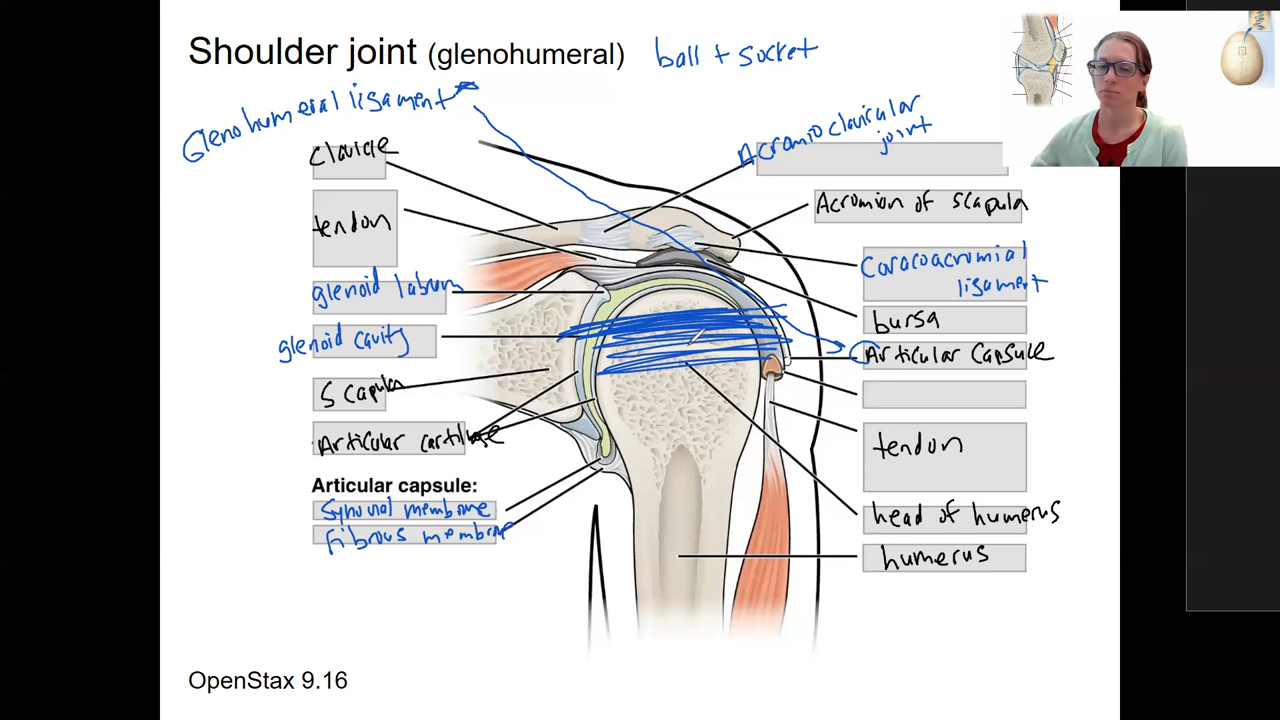 Shoulder joint (glenohumeral) ball + socket
Glenohumeral ligament
Clavicle
tendon
glenoid labrum
glenoid cavity
Scapula
Articular cartilage
Articular capsule:
Synovial membrane
Fibrous membrane
Acromioclavicular
joint
Acromion of scapula
Coracoacromial
ligament
bursa
Articular Capsule
tendon
head of humerus
humerus
OpenStax 9.16